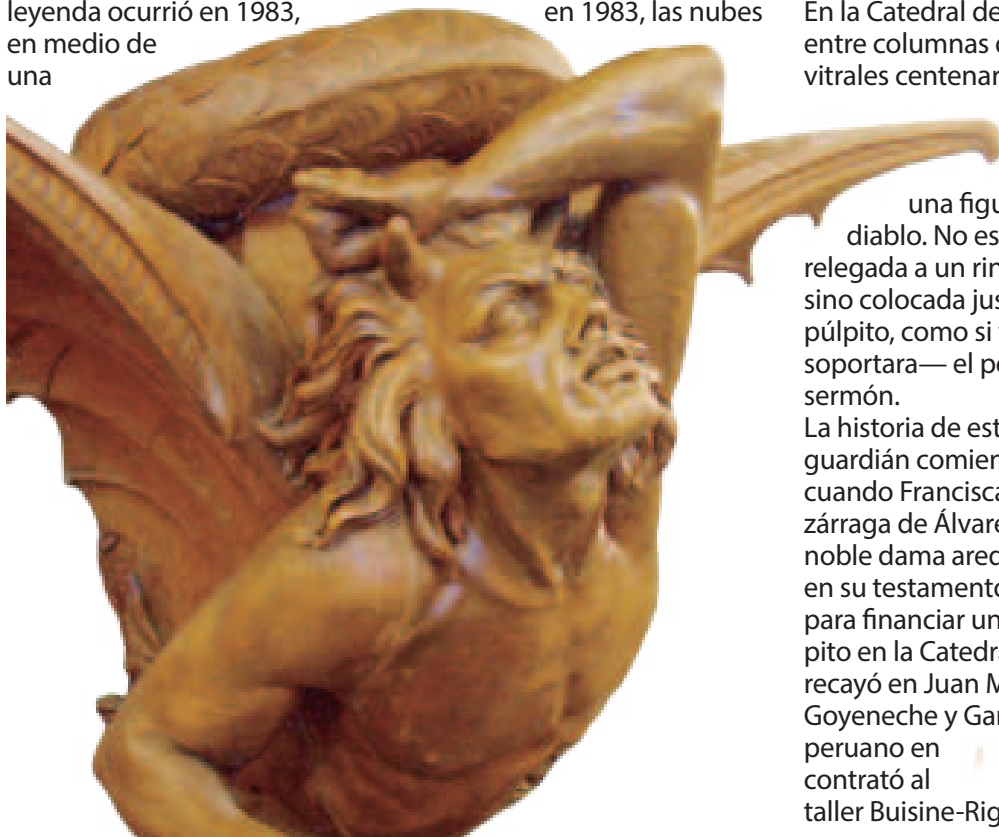 leyenda ocurrió en 1983,
en medio de
una
en 1983, las nubes
En la Catedral de
entre columnas
vitrales centenar
una figu
diablo. No es
relegada a un rin
sino colocada jus
púlpito, como si
soportara— el pe
sermón.
La historia de est
guardián comien
cuando Francisca
zárraga de Álvare
noble dama areq
en su testamento
para financiar un
pito en la Catedra
recayó en Juan M
Goyeneche y Gar
peruano en
contrató al
taller Buisine-Rig